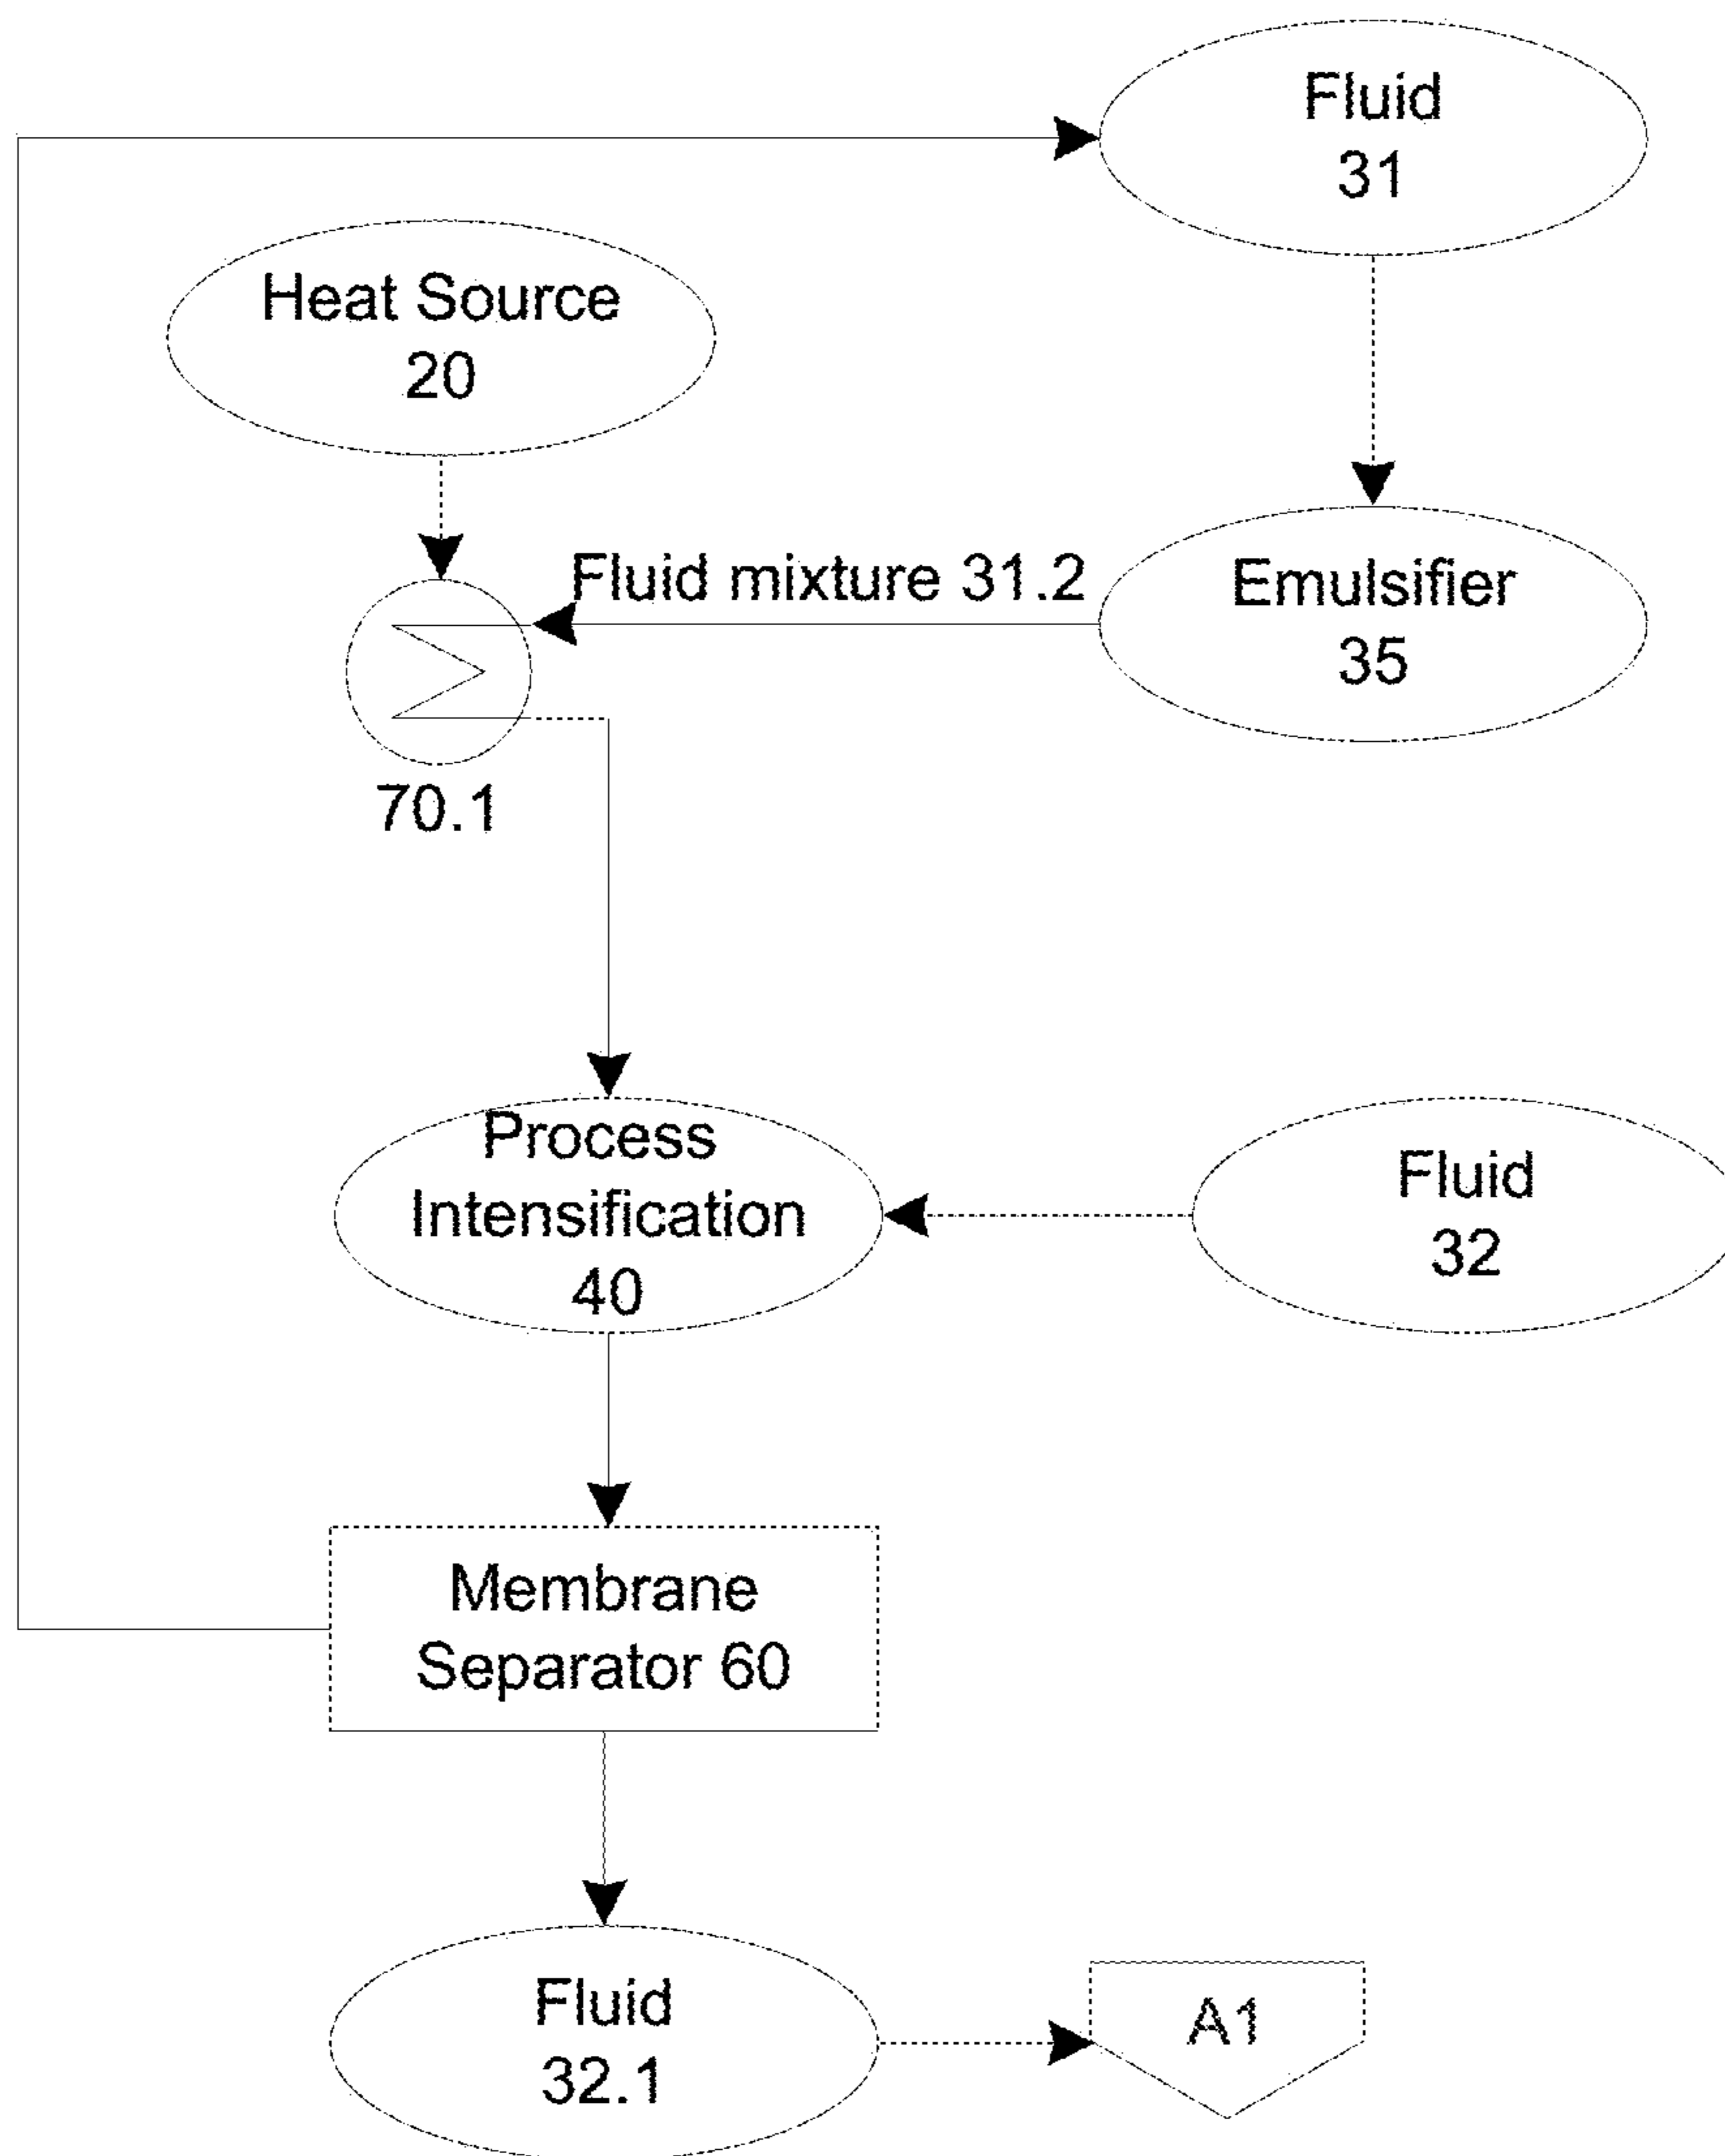 Fluid
31
Heat Source
20
Fluid mixture 31.2
Emulsifier
35
70.1
Process
Intensification
40
Fluid
32
Membrane
Separator 60
Fluid
32.1
A1